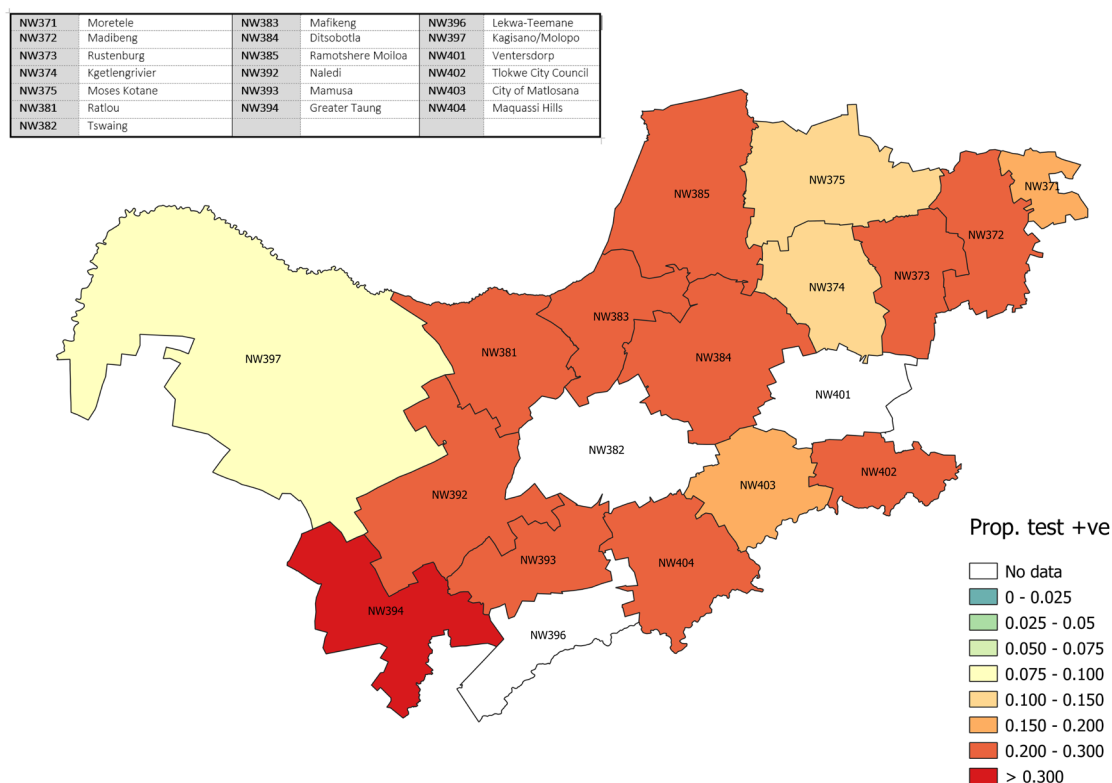 NW371 Moretele NW383 Mafikeng NW396 Lekwa-Teemane
NW372 Madibeng NW384 Ditsobotla NW397 Kagisano/Molopo
NW373 Rustenburg NW385 Ramotshere Moiloa NW401 Ventersdorp
NW374 Kgetlengrivier NW392 Naledi NW402 Tlokwe City Council
NW375 Moses Kotane NW393 Mamusa NW403 City of Matlosana
NW381 Ratlou NW394 Greater Taung NW404 Maquassi Hills
NW382 Tswaing
NW375
NW371
NW385
NW372
NW373
NW374
NW383
NW381
NW397
NW384
NW401
NW382
NW402
NW403
NW392
NW393
NW404
NW394
NW396
Prop. test +ve
No data
0 - 0.025
0.025 - 0.05
0.050 - 0.075
0.075 - 0.100
0.100 - 0.150
0.150 - 0.200
0.200 - 0.300
> 0.300